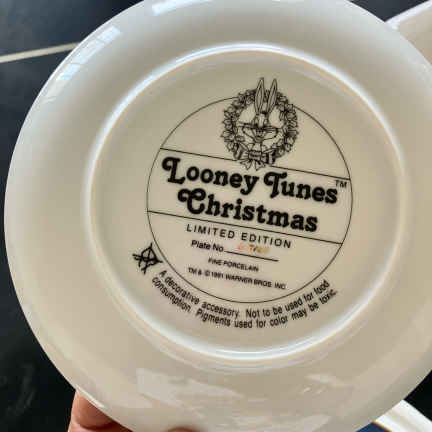 Looney Tunes™
Christmas
LIMITED EDITION
Plate No.
FINE PORCELAIN
TM & © 1991 WARNER BROS. INC.
A decorative accessory. Not to be used for food
consumption. Pigments used for color may be toxic.